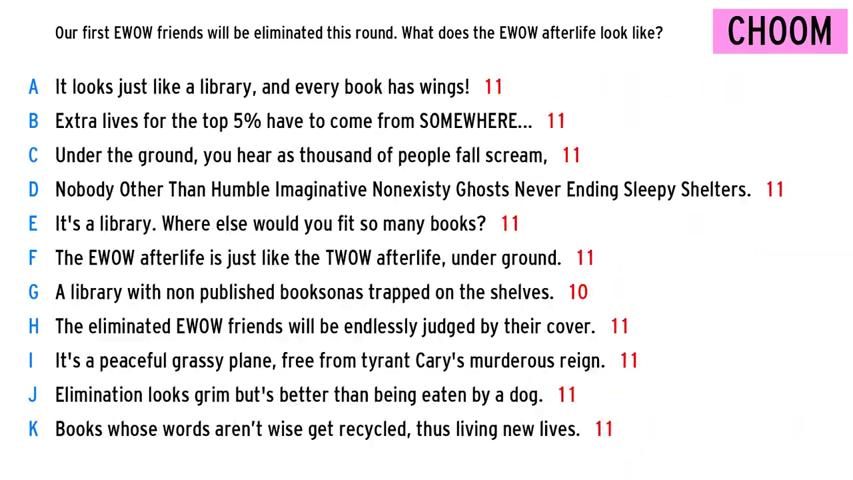 Our first EWOW friends will be eliminated this round. What does the EWOW afterlife look like?
CHOOM
A It looks just like a library, and every book has wings! 11
B Extra lives for the top 5% have to come from SOMEWHERE... 11
C Under the ground, you hear as thousand of people fall scream, 11
D Nobody Other Than Humble Imaginative Nonexisty Ghosts Never Ending Sleepy Shelters. 11
E It's a library. Where else would you fit so many books? 11
F The EWOW afterlife is just like the TWOW afterlife, under ground. 11
G A library with non published booksonas trapped on the shelves. 10
H The eliminated EWOW friends will be endlessly judged by their cover. 11
I It's a peaceful grassy plane, free from tyrant Cary's murderous reign. 11
J Elimination looks grim but's better than being eaten by a dog. 11
K Books whose words aren’t wise get recycled, thus living new lives. 11